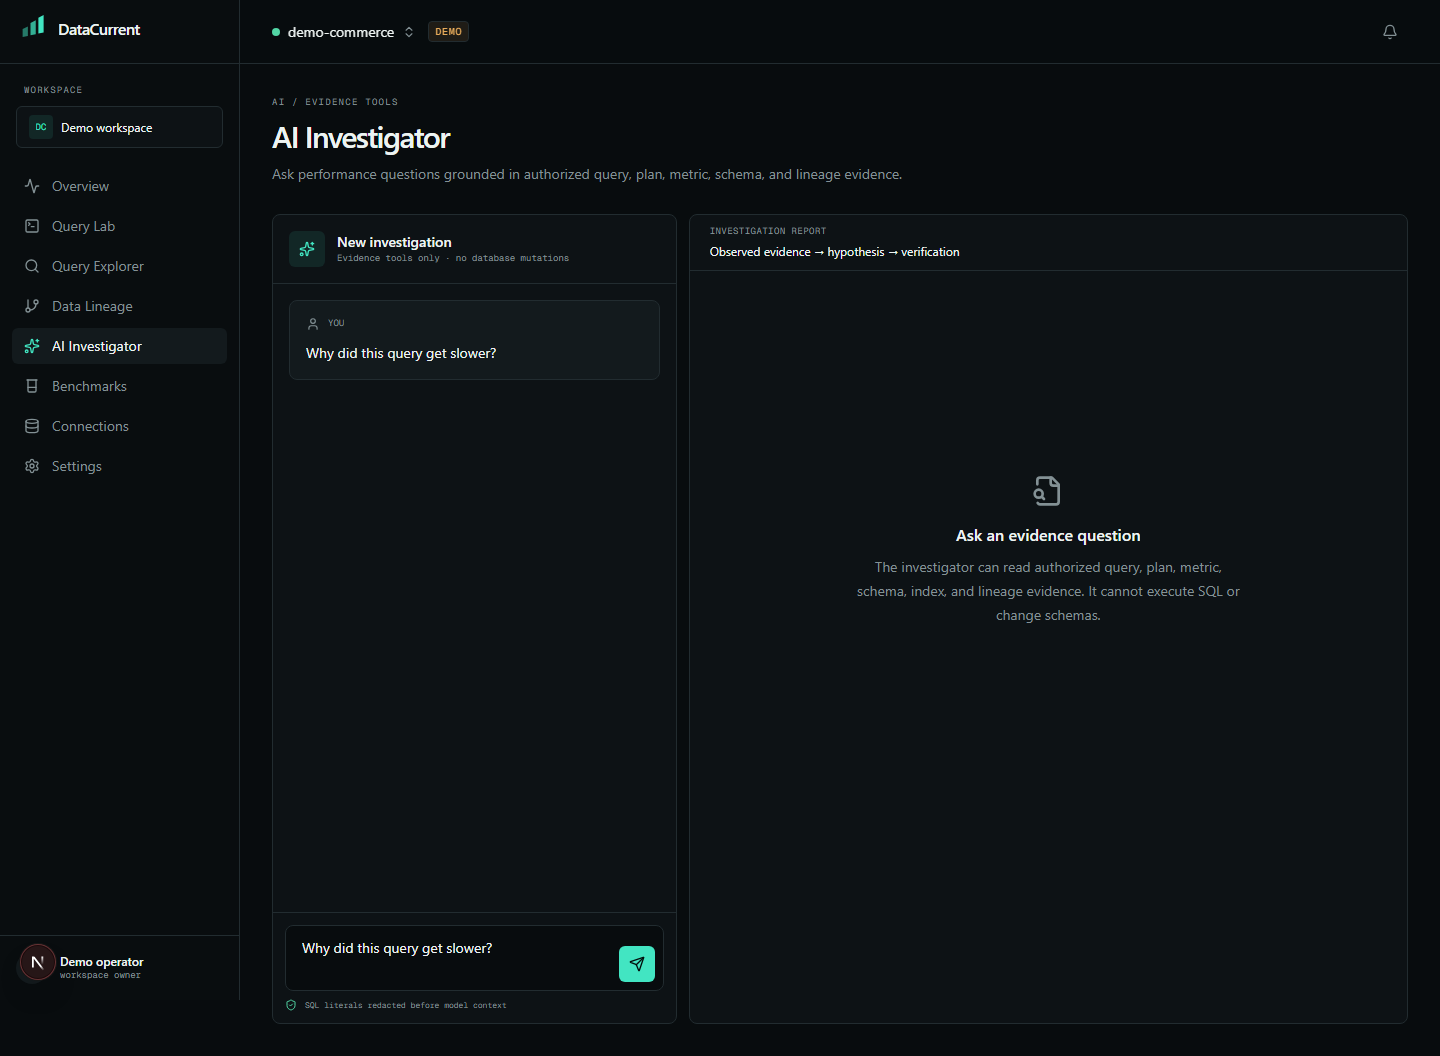 DataCurrent
WORKSPACE
DC Demo workspace
Overview
Query Lab
Query Explorer
Data Lineage
AI Investigator
Benchmarks
Connections
Settings
N Demo operator
workspace owner
demo-commerce DEMO
AI / EVIDENCE TOOLS
AI Investigator
Ask performance questions grounded in authorized query, plan, metric, schema, and lineage evidence.
New investigation
Evidence tools only · no database mutations
YOU
Why did this query get slower?
Why did this query get slower?
SQL literals redacted before model context
INVESTIGATION REPORT
Observed evidence → hypothesis → verification
Ask an evidence question
The investigator can read authorized query, plan, metric,
schema, index, and lineage evidence. It cannot execute SQL or
change schemas.